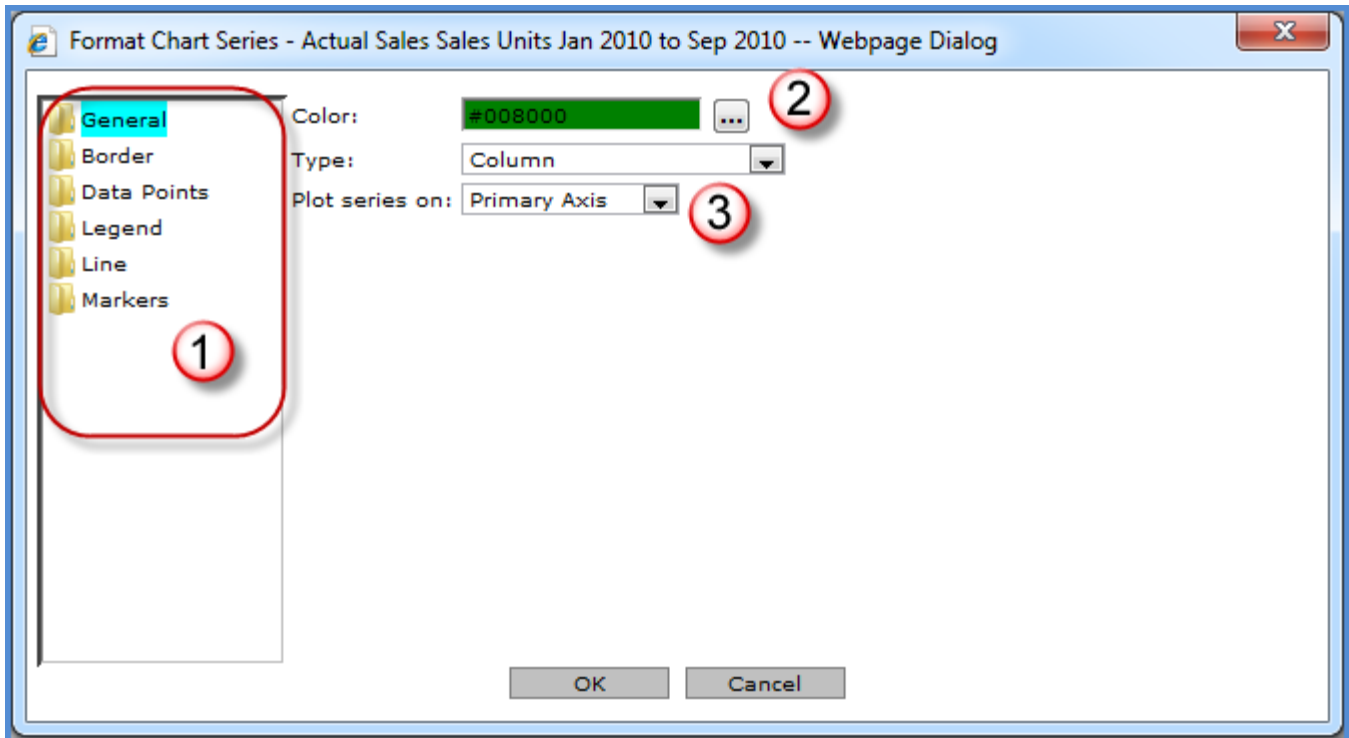 Format Chart Series - Actual Sales Sales Units Jan 2010 to Sep 2010 -- Webpage Dialog
General
Border
Data Points
Legend
Line
Markers
1
Color: #008000 ... 2
Type: Column
Plot series on: Primary Axis 3
OK Cancel